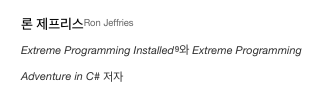 론 제프리스Ron Jeffries
Extreme Programming Installed⁹와 Extreme Programming
Adventure in C# 저자